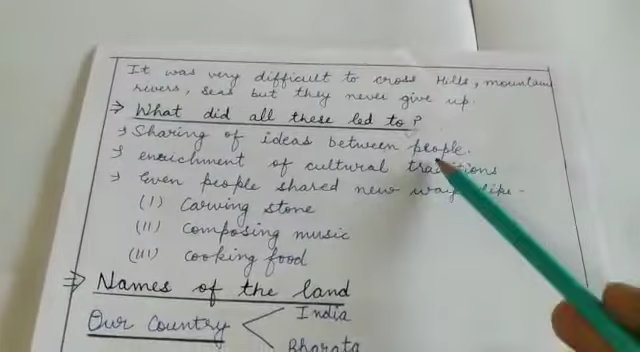 It was very difficult to cross Hills, mountain
revers, seas but they never give up.
→ What did all these led to?
→ Sharing of ideas between people.
→ enrichment of cultural traditions
→ Even people shared new ways like -
(I) Carving stone
(II) Composing music
(III) cooking food
⇒ Names of the land
Our Country < India
Bharata